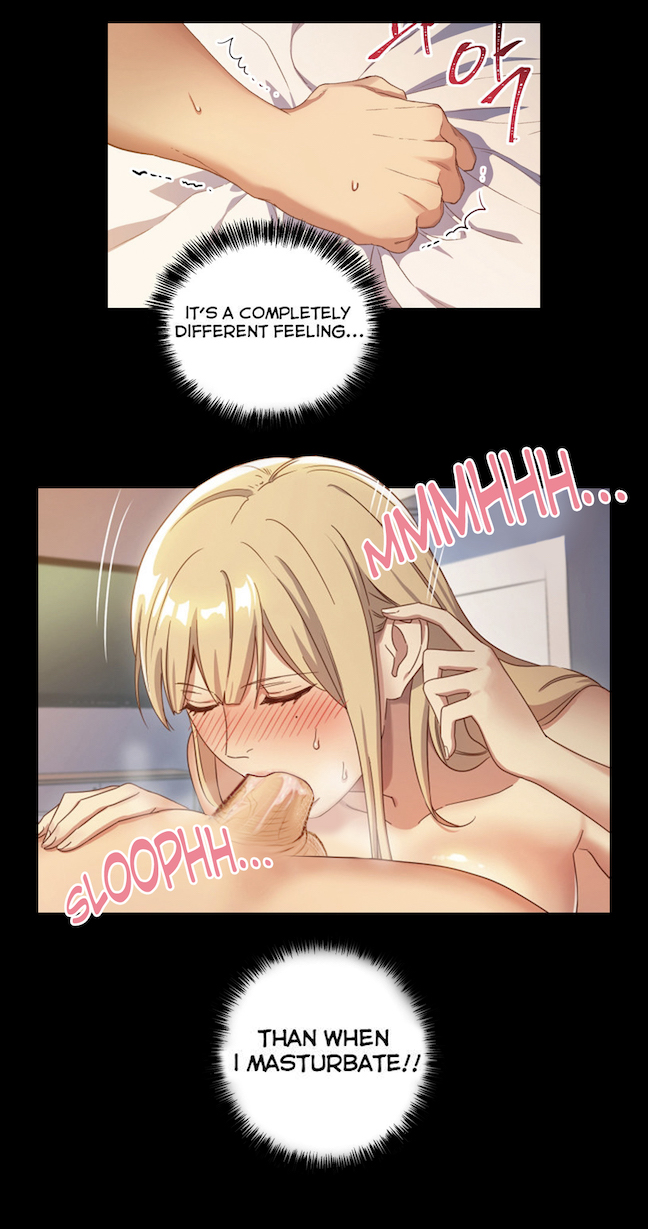 IT'S A COMPLETELY
DIFFERENT FEELING...
MMMHHH...
SLOOPHH...
THAN WHEN
I MASTURBATE!!